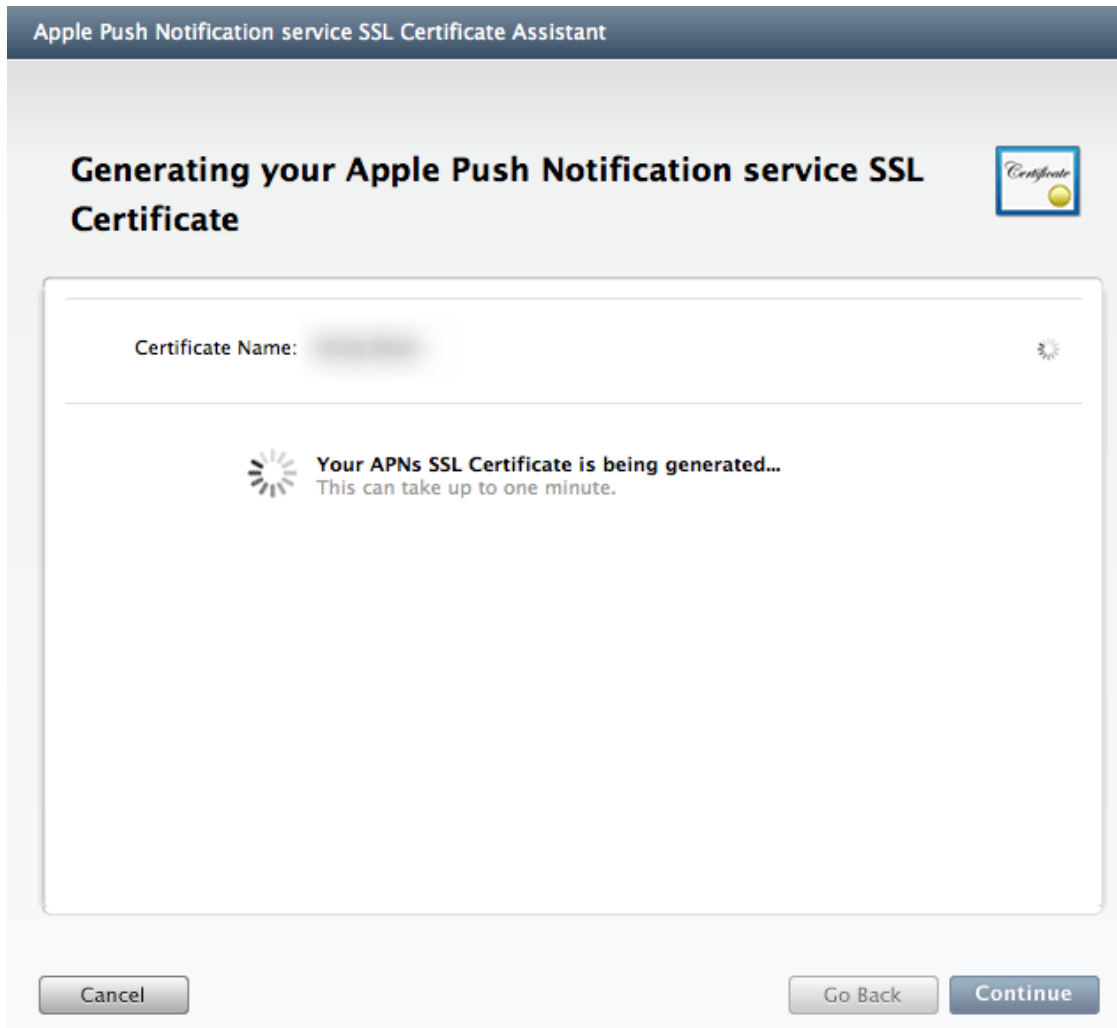 Apple Push Notification service SSL Certificate Assistant
Generating your Apple Push Notification service SSL
Certificate
Certificate
Certificate Name:
Your APNs SSL Certificate is being generated...
This can take up to one minute.
Cancel
Go Back
Continue